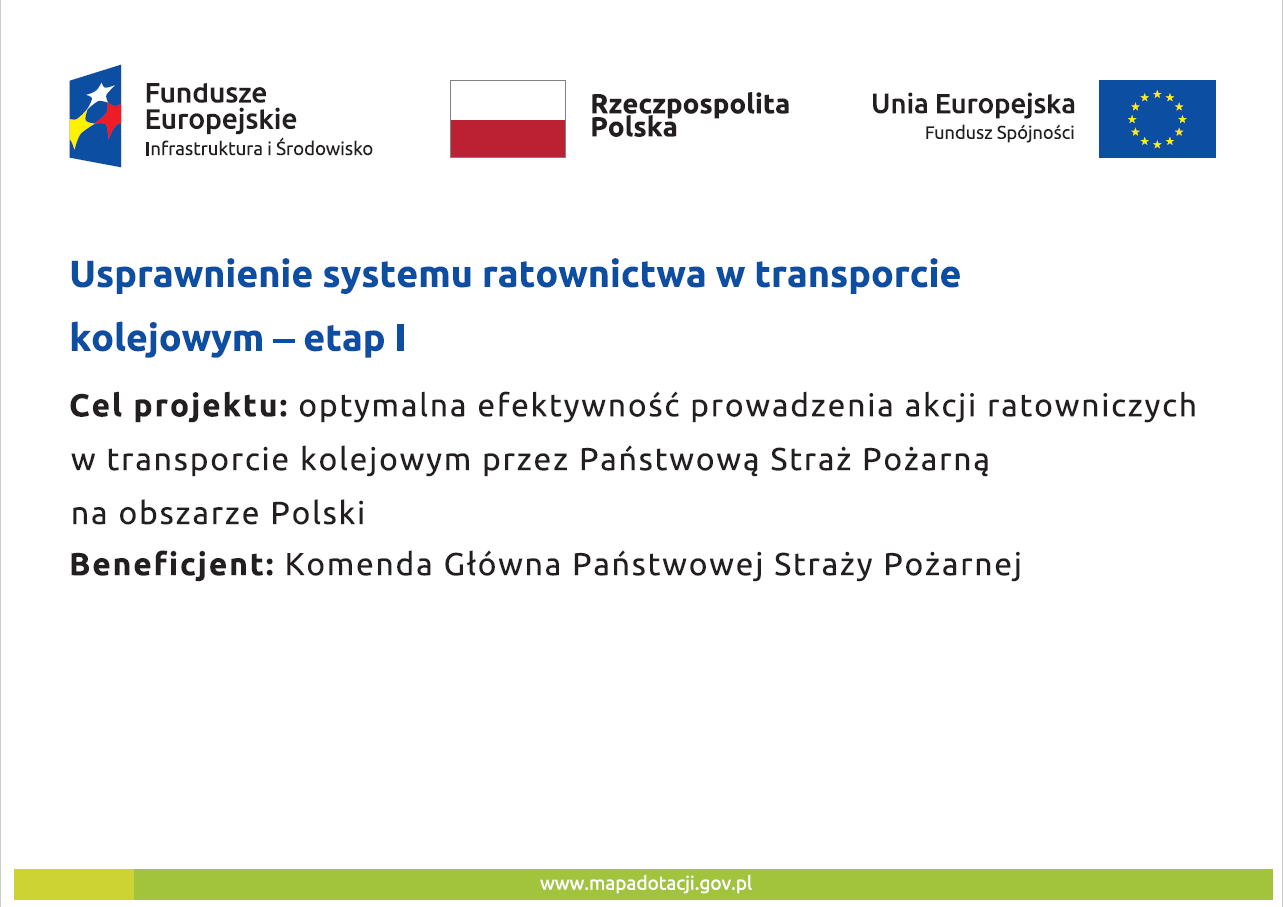 Fundusze
Europejskie
Infrastruktura i Środowisko
Rzeczpospolita
Polska
Unia Europejska
Fundusz Spójności
Usprawnienie systemu ratownictwa w transporcie
kolejowym – etap I
Cel projektu: optymalna efektywność prowadzenia akcji ratowniczych
w transporcie kolejowym przez Państwową Straż Pożarną
na obszarze Polski
Beneficjent: Komenda Główna Państwowej Straży Pożarnej
www.mapadotacji.gov.pl